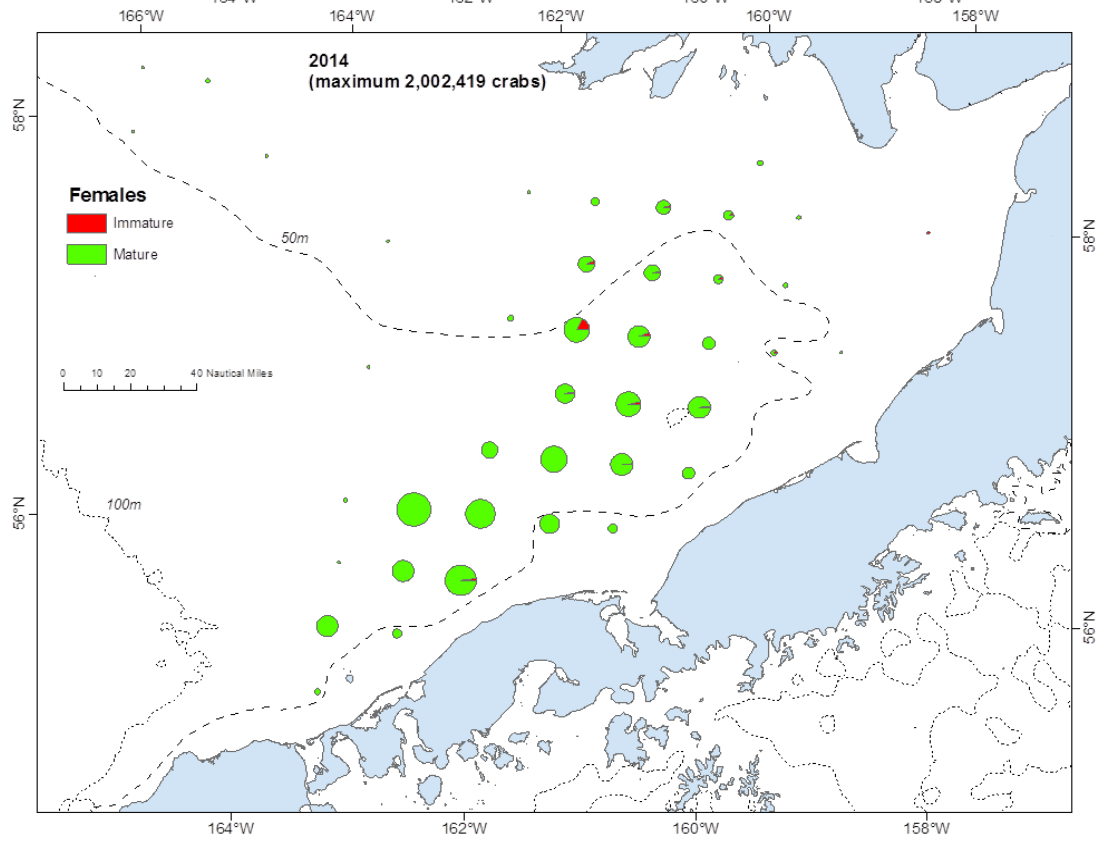 166°W 164°W 162°W 160°W 158°W
2014
(maximum 2,002,419 crabs)
58°N
Females
Immature
Mature
50m
58°N
0 10 20 40 Nautical Miles
100m
56°N
56°N
164°W 162°W 160°W 158°W